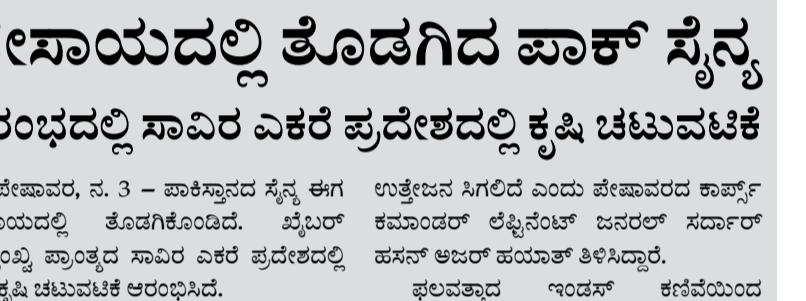 ೇಸಾಯದಲ್ಲಿ ತೊಡಗಿದ ಪಾಕ್ ಸೈನ್ಯ
ರಂಭದಲ್ಲಿ ಸಾವಿರ ಎಕರೆ ಪ್ರದೇಶದಲ್ಲಿ ಕೃಷಿ ಚಟುವಟಿಕೆ
ಪೇಷಾವರ, ನ. 3 – ಪಾಕಿಸ್ತಾನದ ಸೈನ್ಯ ಈಗ
ಾಯದಲ್ಲಿ ತೊಡಗಿಕೊಂಡಿದೆ. ಖೈಬರ್
ಂಖ್ವ ಪ್ರಾಂತ್ಯದ ಸಾವಿರ ಎಕರೆ ಪ್ರದೇಶದಲ್ಲಿ
ಕೃಷಿ ಚಟುವಟಿಕೆ ಆರಂಭಿಸಿದೆ.
ಉತ್ತೇಜನ ಸಿಗಲಿದೆ ಎಂದು ಪೇಷಾವರದ ಕಾರ್ಪ್ಸ್
ಕಮಾಂಡರ್ ಲೆಫ್ಟಿನೆಂಟ್ ಜನರಲ್ ಸರ್ದಾರ್
ಹಸನ್ ಅಜರ್ ಹಯಾತ್ ತಿಳಿಸಿದ್ದಾರೆ.
ಫಲವತ್ತಾದ ಇಂಡಸ್ ಕಣಿವೆಯಿಂದ